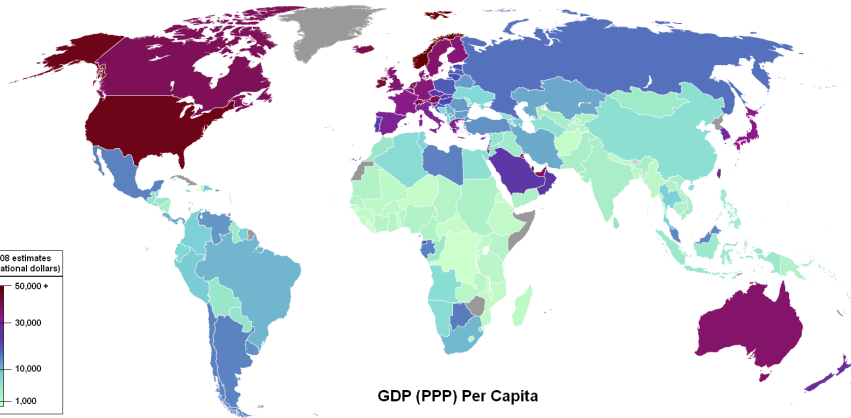 08 estimates
ational dollars)
50,000 +
30,000
10,000
1,000
GDP (PPP) Per Capita